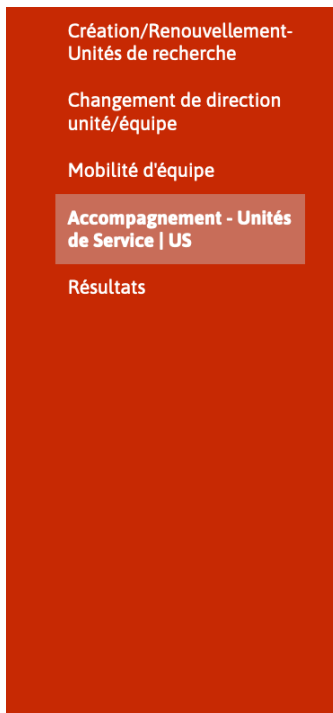 Création/Renouvellement-
Unités de recherche
Changement de direction
unité/équipe
Mobilité d'équipe
Accompagnement - Unités
de Service | US
Résultats